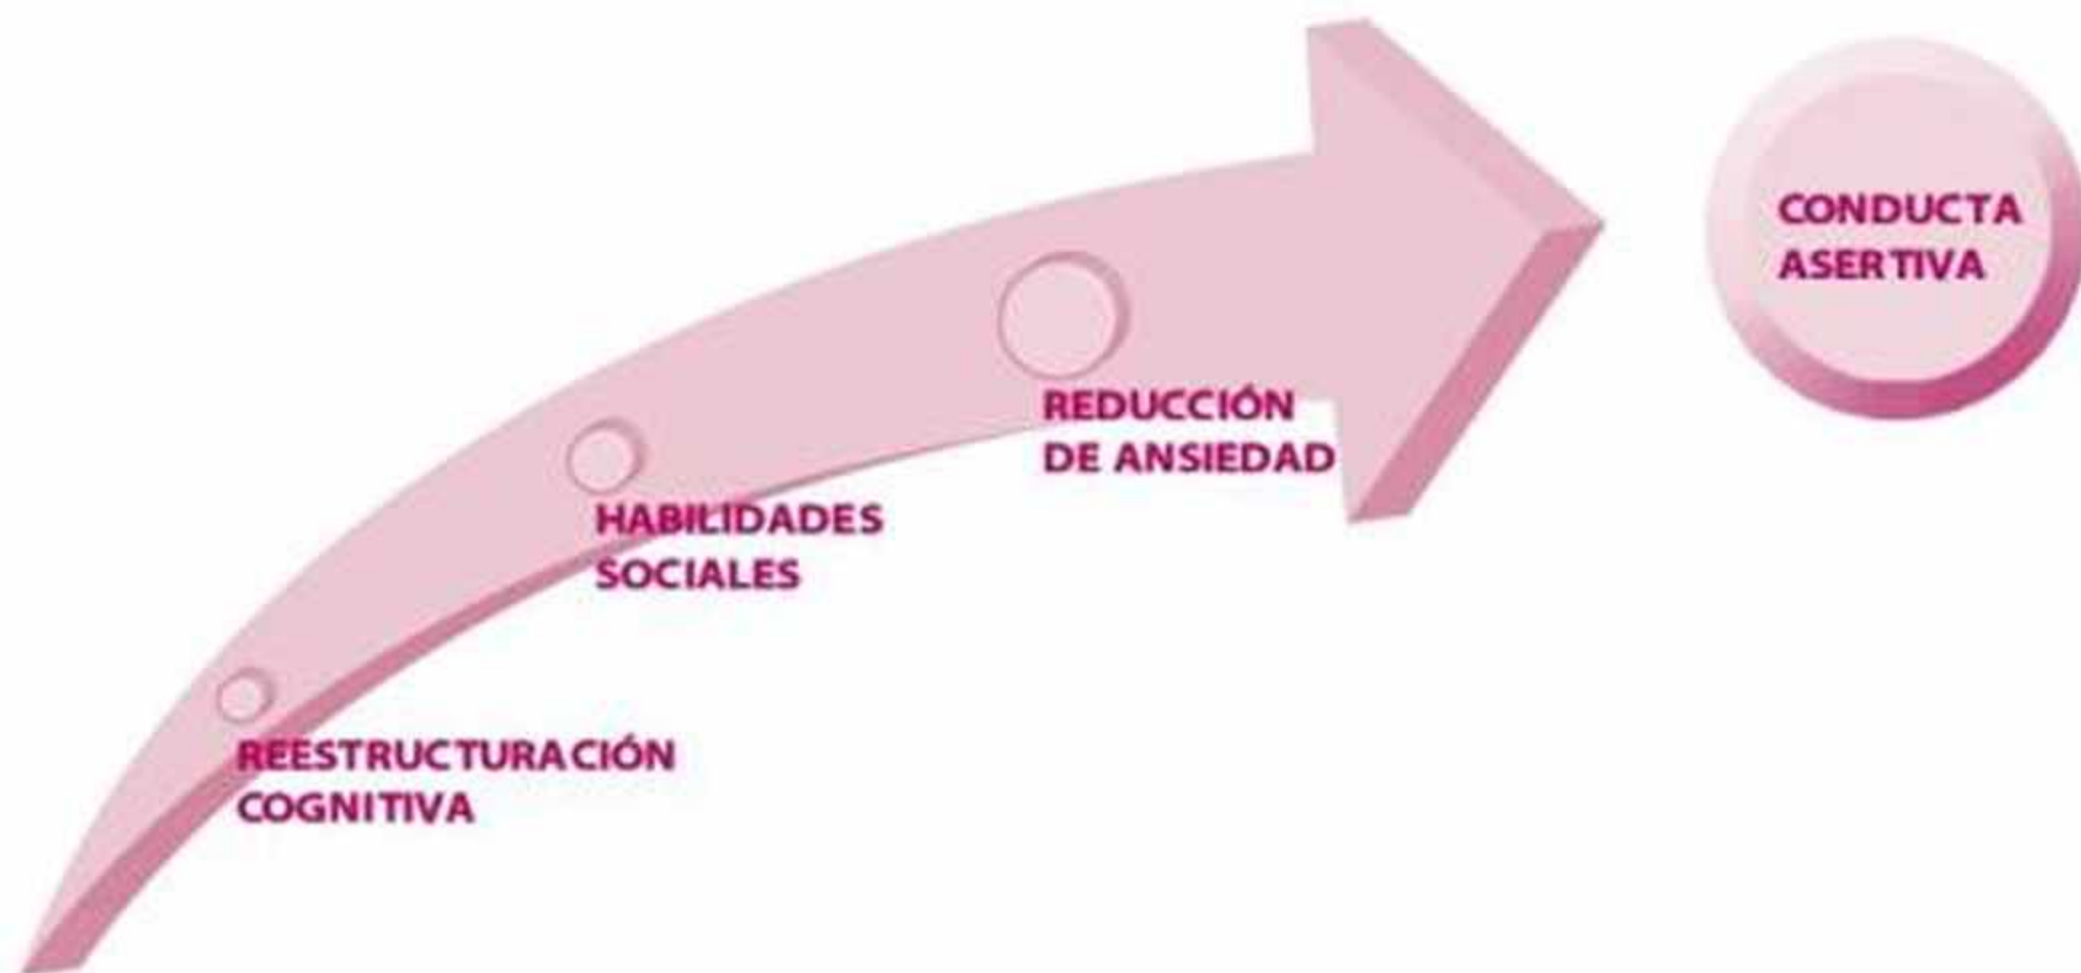 CONDUCTA
ASERTIVA
REDUCCIÓN
DE ANSIEDAD
HABILIDADES
SOCIALES
REESTRUCTURACIÓN
COGNITIVA